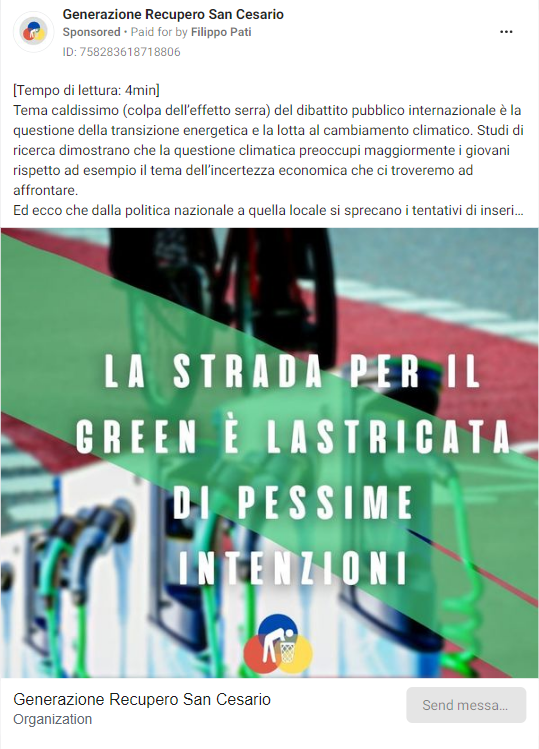 Generazione Recupero San Cesario
Sponsored • Paid for by Filippo Pati
ID: 758283618718806
[Tempo di lettura: 4min]
Tema caldissimo (colpa dell'effetto serra) del dibattito pubblico internazionale è la
questione della transizione energetica e la lotta al cambiamento climatico. Studi di
ricerca dimostrano che la questione climatica preoccupi maggiormente i giovani
rispetto ad esempio il tema dell'incertezza economica che ci troveremo ad
affrontare.
Ed ecco che dalla politica nazionale a quella locale si sprecano i tentativi di inseri...
LA STRADA PER IL
GREEN È LASTRICATA
DI PESSIME
INTENZIONI
Generazione Recupero San Cesario
Organization
Send messa...